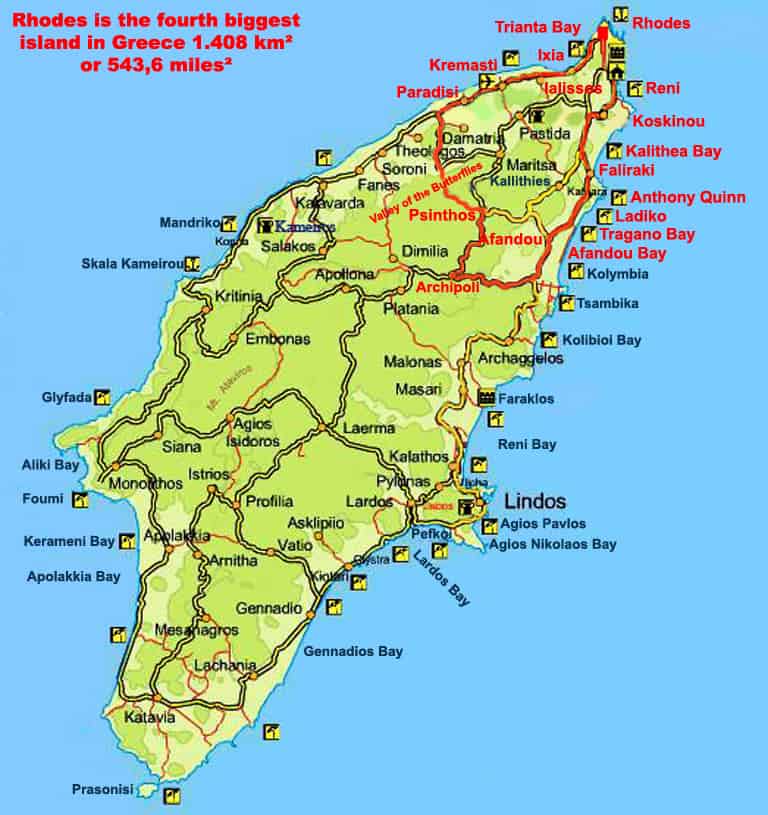 Rhodes is the fourth biggest
island in Greece 1.408 km²
or 543,6 miles²
Trianta Bay
Rhodes
Ixia
Kremasti
Ialissos
Reni
Paradisi
Koskinou
Damatria
Pastida
Theologos
Kalithea Bay
Soroni
Maritsa
Faliraki
Fanes
Kallithies
Valley of the Butterflies
Anthony Quinn
Kalavarda
Psinthos
Ladiko
Mandriko
Kameiros
Tragano Bay
Salakos
Afandou
Dimilia
Afandou Bay
Skala Kameirou
Apollona
Archipoli
Kolymbia
Kritinia
Platania
Tsambika
Embonas
Kolibioi Bay
Malonas
Archaggelos
Mt. Ataviros
Masari
Glyfada
Faraklos
Agios
Isidoros
Laerma
Siana
Reni Bay
Aliki Bay
Kalathos
Monolithos
Istrios
Pylonas
Foumi
Profilia
Lardos
Lindos
Lindos
Asklipiio
Agios Pavlos
Kerameni Bay
Apolakkia
Pefkoi
Vatio
Agios Nikolaos Bay
Arnitha
Glystra
Apolakkia Bay
Kiotari
Lardos Bay
Gennadio
Mesanagros
Gennadios Bay
Lachania
Katavia
Prasonisi